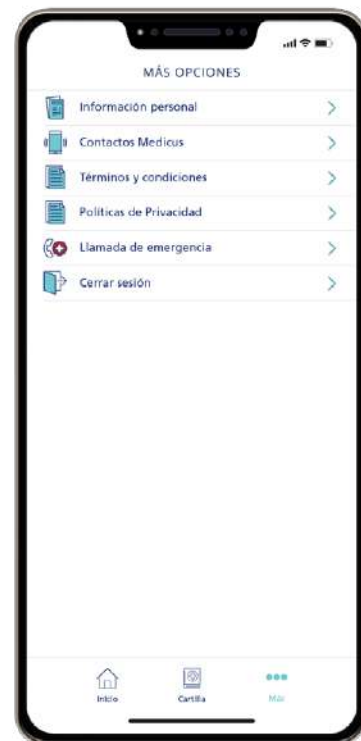 MÁS OPCIONES
Información personal
Contactos Medicus
Términos y condiciones
Políticas de Privacidad
Llamada de emergencia
Cerrar sesión
Inicio
Cartilla
Más